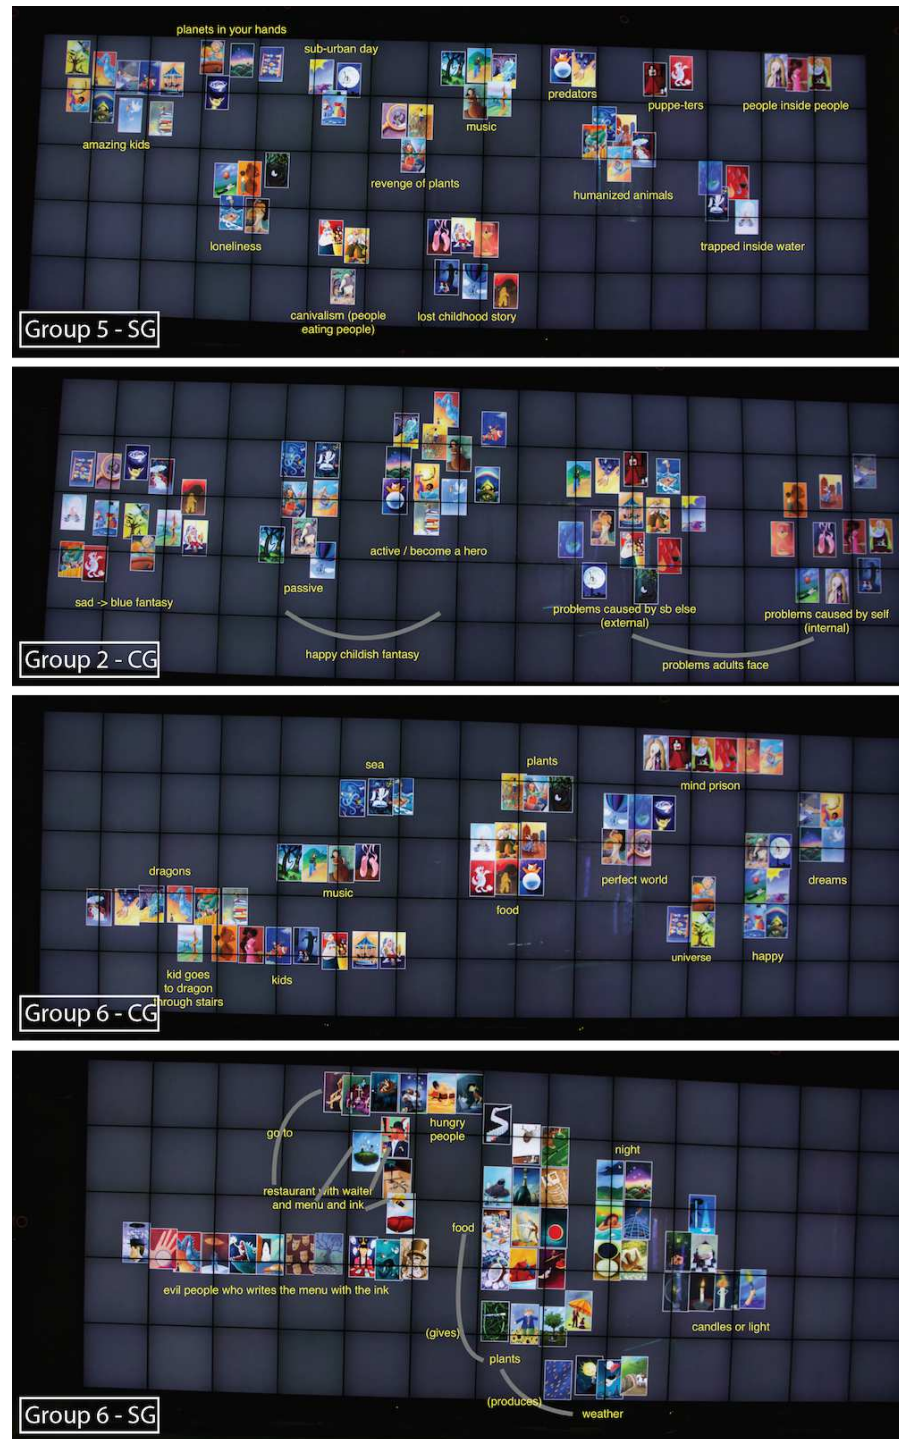 planets in your hands
sub-urban day
predators
puppe-ters
people inside people
music
amazing kids
revenge of plants
humanized animals
loneliness
trapped inside water
canivalism (people
eating people)
lost childhood story
Group 5 - SG
active / become a hero
passive
sad -> blue fantasy
problems caused by sb else
(external)
problems caused by self
(internal)
happy childish fantasy
problems adults face
Group 2 - CG
sea
plants
mind prison
dragons
music
food
perfect world
dreams
universe
happy
kid goes
to dragon
through stairs
kids
Group 6 - CG
hungry
people
go to
night
restaurant with waiter
and menu and ink
food
evil people who writes the menu with the ink
candles or light
(gives)
plants
(produces)
weather
Group 6 - SG